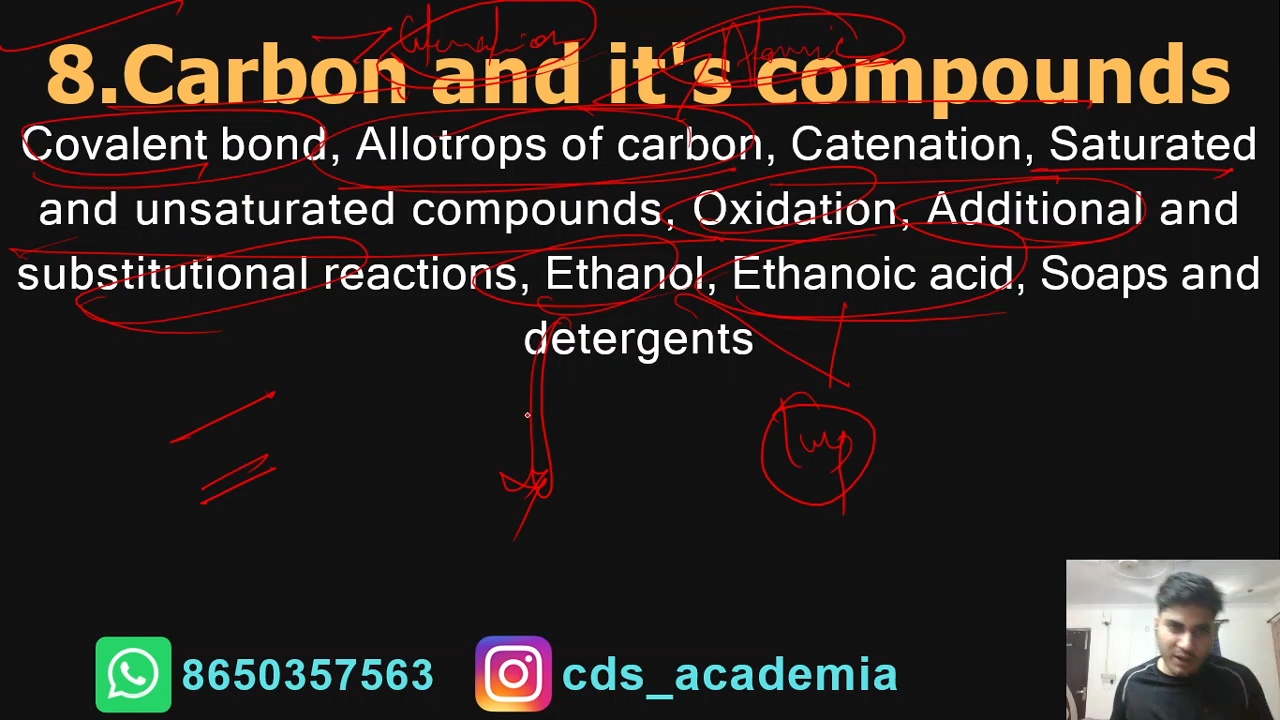 8.Carbon and it's compounds
Covalent bond, Allotrops of carbon, Catenation, Saturated
and unsaturated compounds, Oxidation, Additional and
substitutional reactions, Ethanol, Ethanoic acid, Soaps and
detergents
8650357563
cds_academia